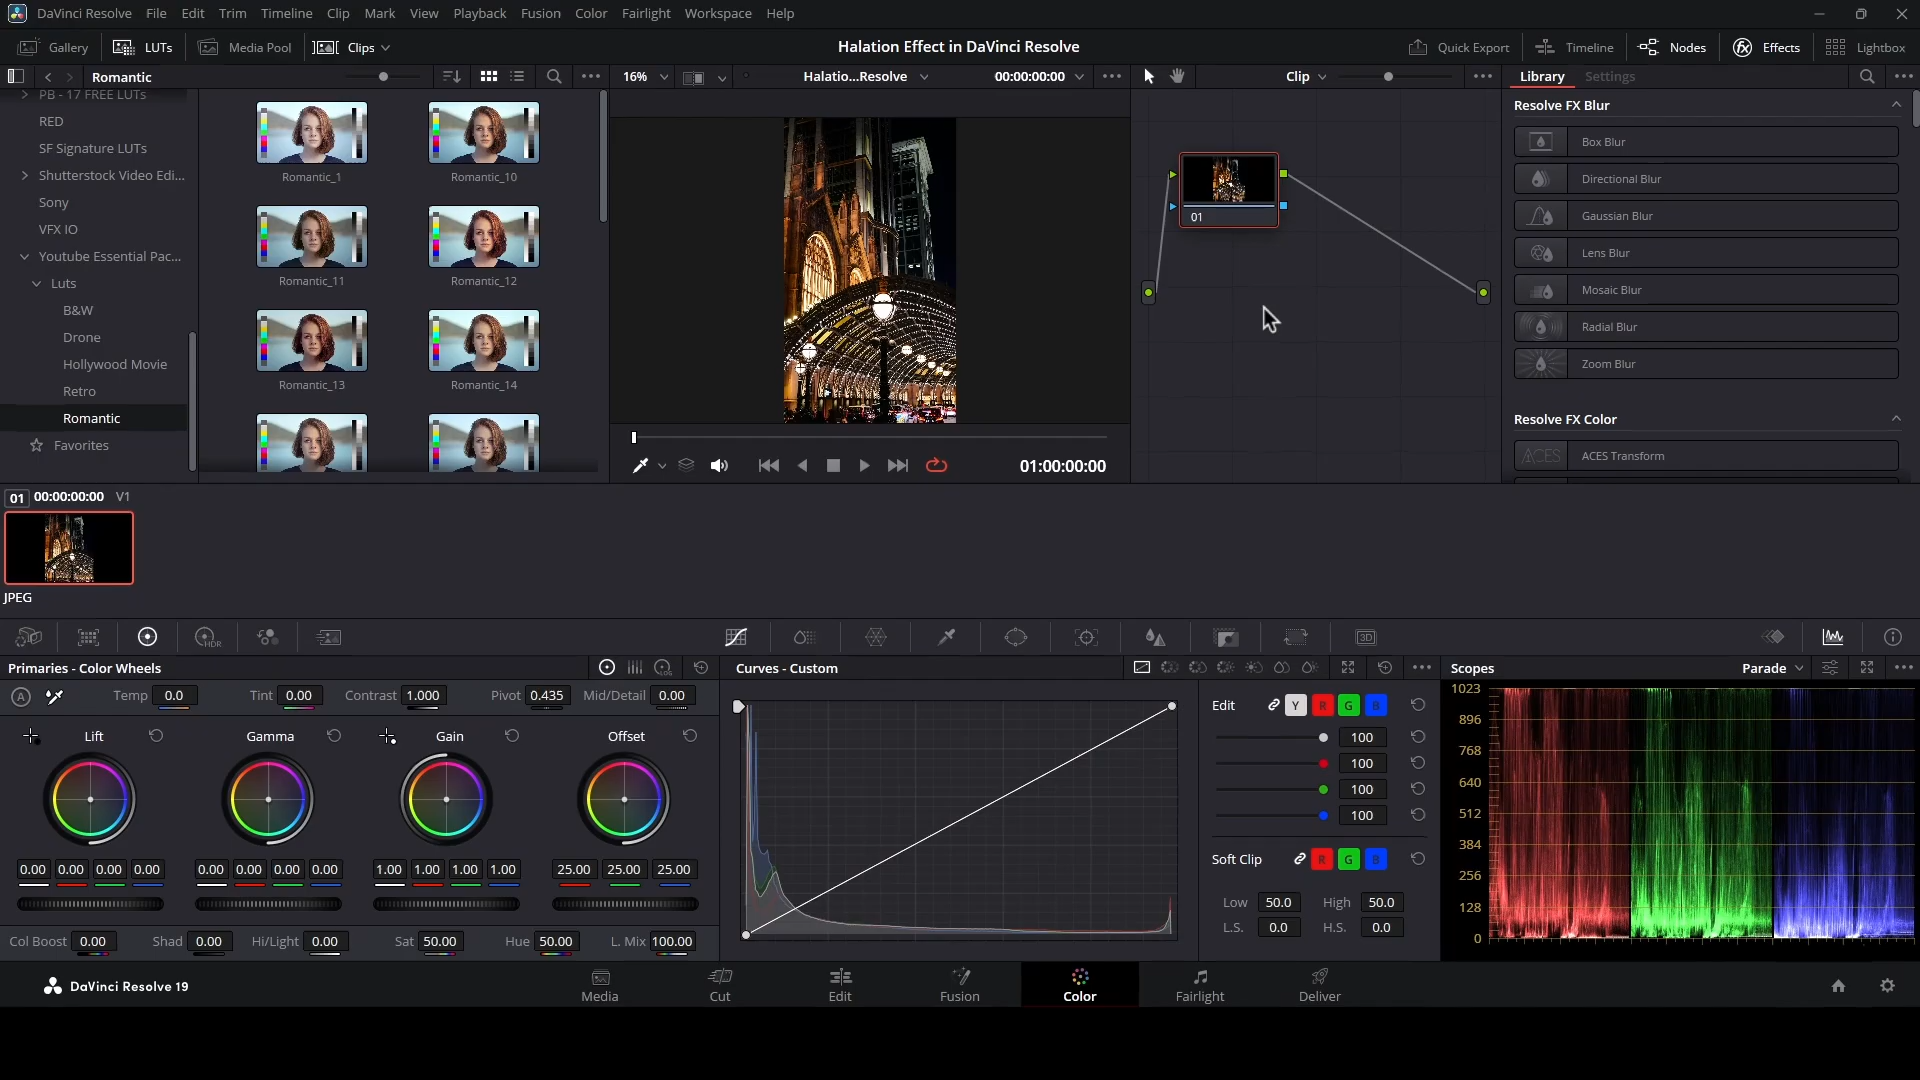 DaVinci Resolve File Edit Trim Timeline Clip Mark View Playback Fusion Color Fairlight Workspace Help
Gallery LUTs Media Pool Clips Halation Effect in DaVinci Resolve Quick Export Timeline Nodes Effects Lightbox
Romantic 16% Halatio...Resolve 00:00:00:00 Clip Library Settings
PB - 17 FREE LUTs
RED
SF Signature LUTs
Shutterstock Video Edi...
Sony
VFX IO
Youtube Essential Pac...
Luts
B&W
Drone
Hollywood Movie
Retro
Romantic
Favorites
Romantic_1 Romantic_10
Romantic_11 Romantic_12
Romantic_13 Romantic_14
01:00:00:00
01
Resolve FX Blur
Box Blur
Directional Blur
Gaussian Blur
Lens Blur
Mosaic Blur
Radial Blur
Zoom Blur
Resolve FX Color
ACES ACES Transform
01 00:00:00:00 V1
JPEG
HDR 3D
Primaries - Color Wheels LOG Curves - Custom Scopes Parade
A Temp 0.0 Tint 0.00 Contrast 1.000 Pivot 0.435 Mid/Detail 0.00
Lift Gamma Gain Offset
0.00 0.00 0.00 0.00 0.00 0.00 0.00 0.00 1.00 1.00 1.00 1.00 25.00 25.00 25.00
Col Boost 0.00 Shad 0.00 Hi/Light 0.00 Sat 50.00 Hue 50.00 L. Mix 100.00
Edit Y R G B
100
100
100
100
Soft Clip R G B
Low 50.0 High 50.0
L.S. 0.0 H.S. 0.0
1023
896
768
640
512
384
256
128
0
DaVinci Resolve 19 Media Cut Edit Fusion Color Fairlight Deliver